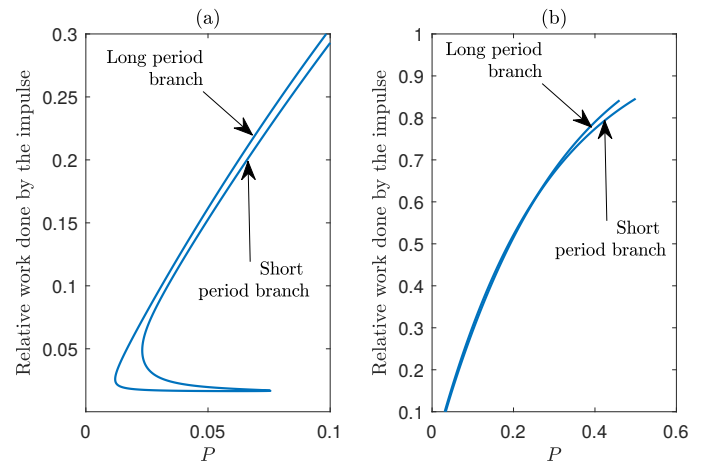 (a)
Relative work done by the impulse
0.3
0.25
0.2
0.15
0.1
0.05
0
0.05
0.1
P
Long period
branch
Short
period branch
(b)
Relative work done by the impulse
1
0.9
0.8
0.7
0.6
0.5
0.4
0.3
0.2
0.1
0
0.2
0.4
0.6
P
Long period
branch
Short
period branch